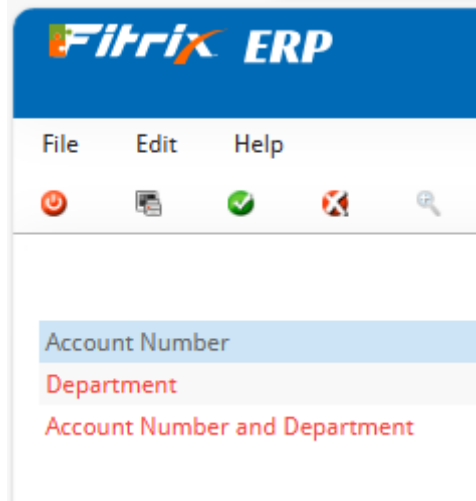 Fitrix ERP
File Edit Help
Account Number
Department
Account Number and Department